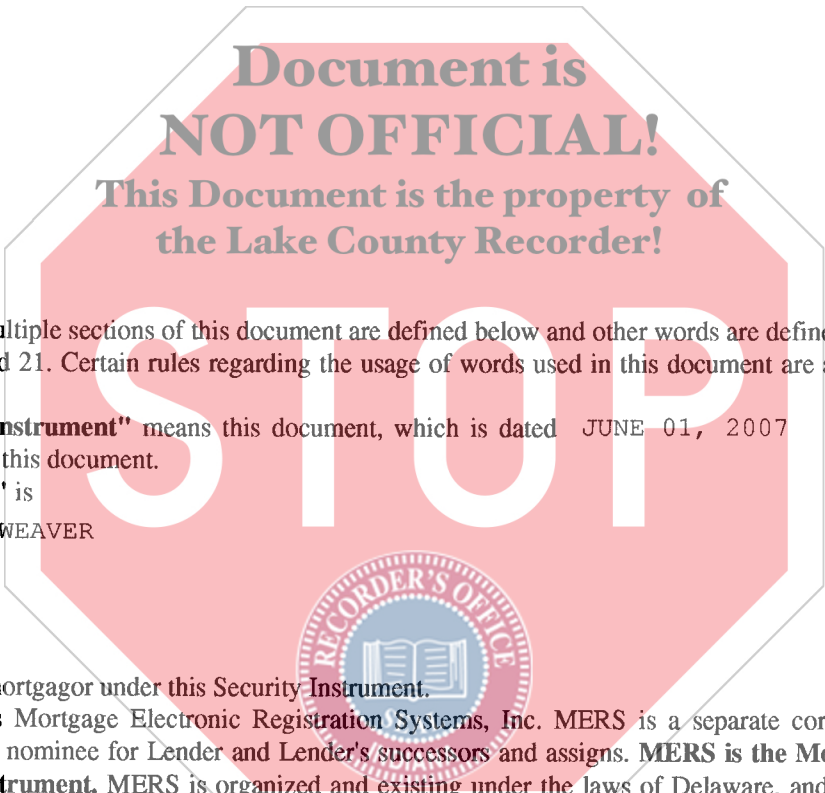 Document is
NOT OFFICIAL!
This Document is the property of
the Lake County Recorder!
STOP
ultiple sections of this document are defined below and other words are define
d 21. Certain rules regarding the usage of words used in this document are a
nstrument" means this document, which is dated JUNE 01, 2007
this document.
" is
WEAVER
RECORDER'S OFFICE
ortgagor under this Security Instrument.
s Mortgage Electronic Registration Systems, Inc. MERS is a separate cor
nominee for Lender and Lender's successors and assigns. MERS is the Mo
trument. MERS is organized and existing under the laws of Delaware, and